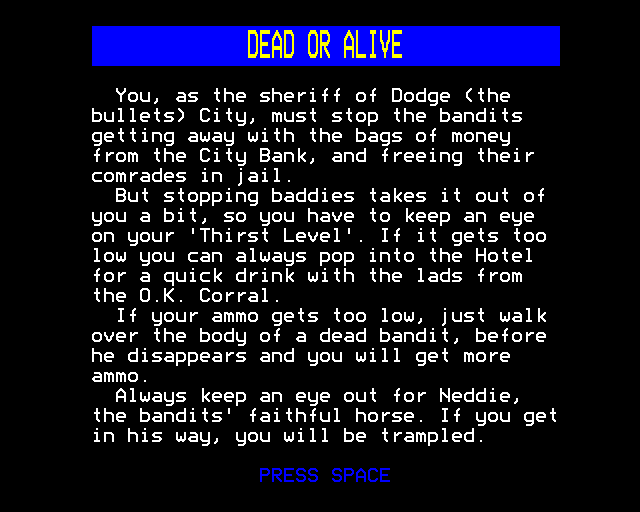 DEAD OR ALIVE
You, as the sheriff of Dodge (the
bullets) City, must stop the bandits
getting away with the bags of money
from the City Bank, and freeing their
comrades in jail.
But stopping baddies takes it out of
you a bit, so you have to keep an eye
on your 'Thirst Level'. If it gets too
low you can always pop into the Hotel
for a quick drink with the lads from
the O.K. Corral.
If your ammo gets too low, just walk
over the body of a dead bandit, before
he disappears and you will get more
ammo.
Always keep an eye out for Neddie,
the bandits' faithful horse. If you get
in his way, you will be trampled.
PRESS SPACE